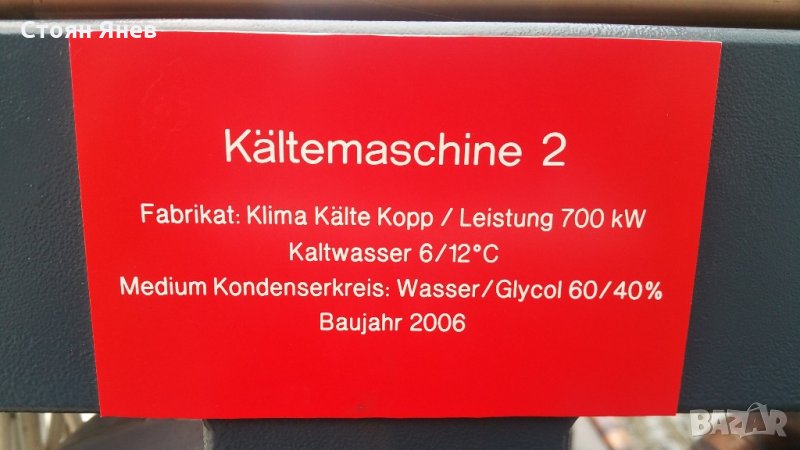 Стоян Янев
Kältemaschine 2
Fabrikat: Klima Kälte Kopp / Leistung 700 kW
Kaltwasser 6/12°C
Medium Kondenserkreis: Wasser/Glycol 60/40%
Baujahr 2006
BAZAR